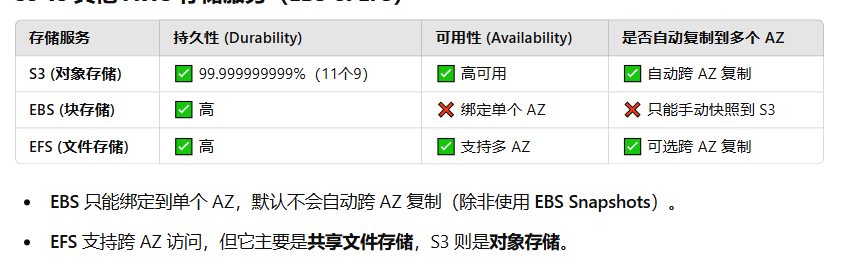 存储服务 持久性 (Durability) 可用性 (Availability) 是否自动复制到多个 AZ
S3 (对象存储) ✅ 99.999999999%（11个9） ✅ 高可用 ✅ 自动跨 AZ 复制
EBS (块存储) ✅ 高 ❌ 绑定单个 AZ ❌ 只能手动快照到 S3
EFS (文件存储) ✅ 高 ✅ 支持多 AZ ✅ 可选跨 AZ 复制
• EBS 只能绑定到单个 AZ，默认不会自动跨 AZ 复制（除非使用 EBS Snapshots）。
• EFS 支持跨 AZ 访问，但它主要是共享文件存储，S3 则是对象存储。